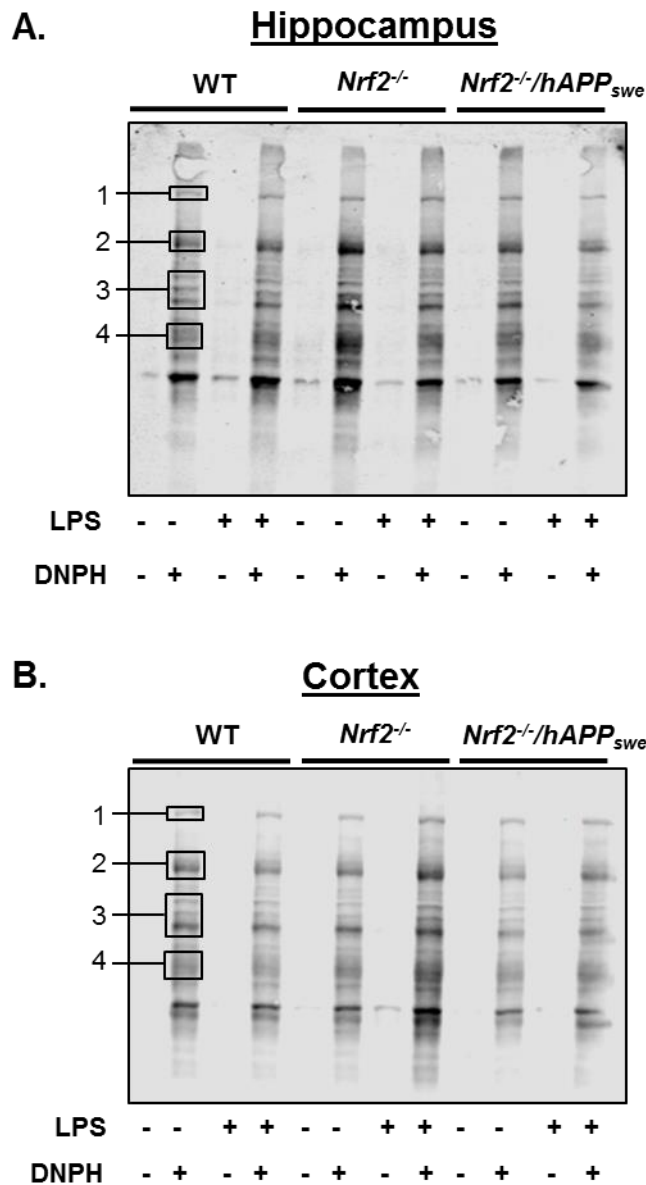 A. Hippocampus
WT Nrf2-/- Nrf2-/-/hAPPswe
1
2
3
4
LPS - - + + - - + + - - + +
DNPH - + - + - + - + - + - +
B. Cortex
WT Nrf2-/- Nrf2-/-/hAPPswe
1
2
3
4
LPS - - + + - - + + - - + +
DNPH - + - + - + - + - + - +